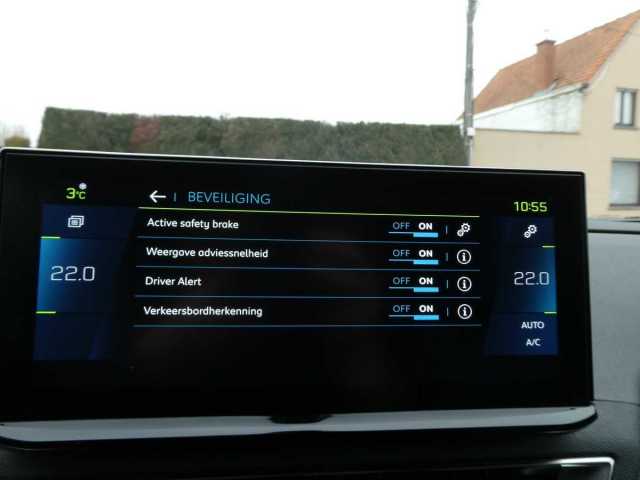 3°C
← | BEVEILIGING
10:55
Active safety brake OFF ON
Weergave adviessnelheid OFF ON
22.0
22.0
Driver Alert OFF ON
Verkeersbordherkenning OFF ON
AUTO
A/C